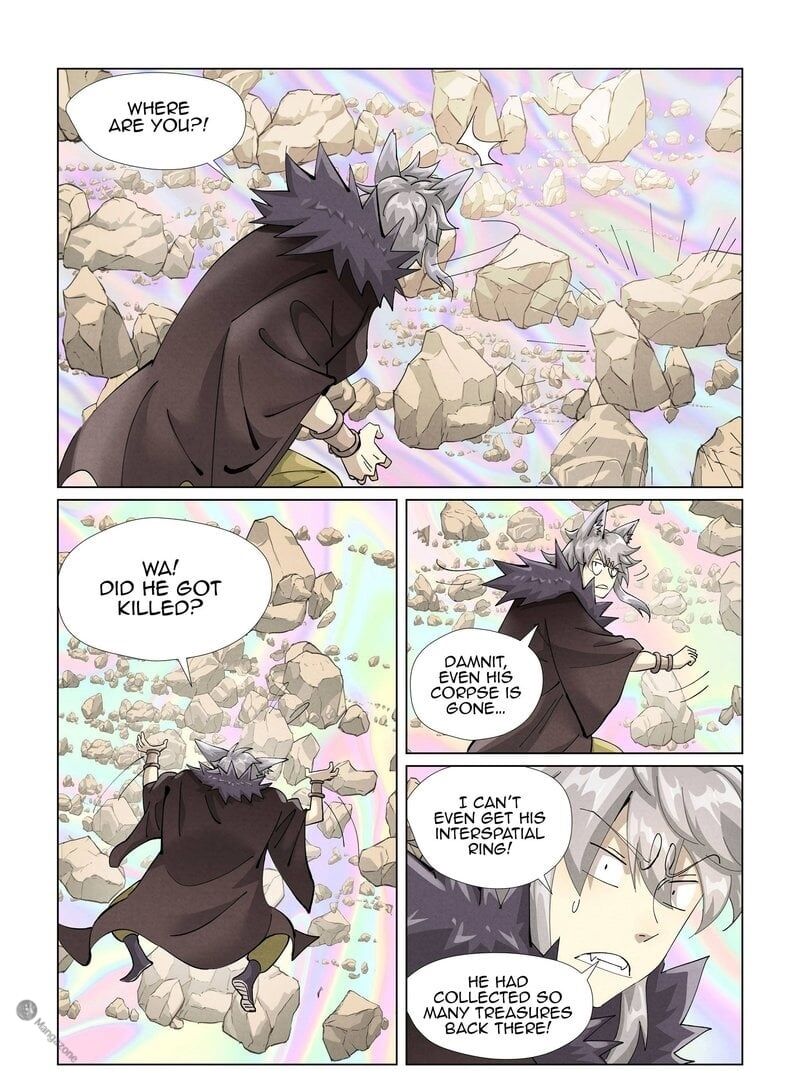 WHERE
ARE YOU?!
WA!
DID HE GOT
KILLED?
DAMNIT,
EVEN HIS
CORPSE IS
GONE...
I CAN'T
EVEN GET HIS
INTERSPATIAL
RING!
HE HAD
COLLECTED SO
MANY TREASURES
BACK THERE!
Mangazone